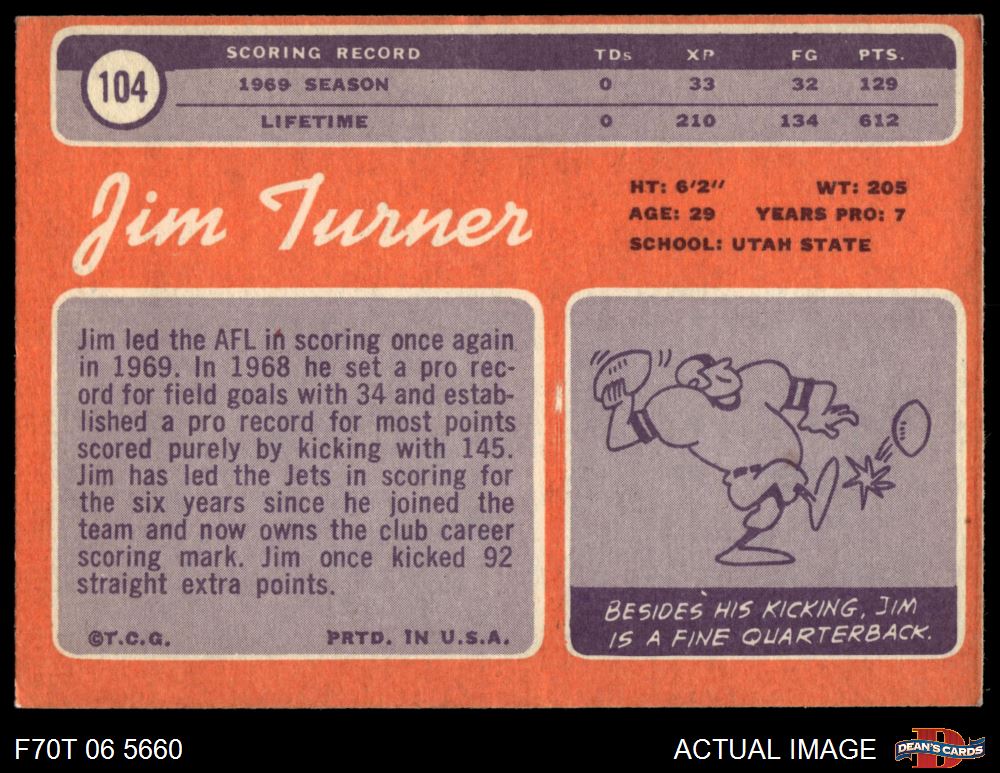 104
SCORING RECORD TDs XP FG PTS.
1969 SEASON 0 33 32 129
LIFETIME 0 210 134 612
Jim Turner
HT: 6'2" WT: 205
AGE: 29 YEARS PRO: 7
SCHOOL: UTAH STATE
Jim led the AFL in scoring once again
in 1969. In 1968 he set a pro rec-
ord for field goals with 34 and estab-
lished a pro record for most points
scored purely by kicking with 145.
Jim has led the Jets in scoring for
the six years since he joined the
team and now owns the club career
scoring mark. Jim once kicked 92
straight extra points.
©T.C.G. PRTD. IN U.S.A.
BESIDES HIS KICKING, JIM
IS A FINE QUARTERBACK.
F70T 06 5660 ACTUAL IMAGE
D
DEAN'S CARDS